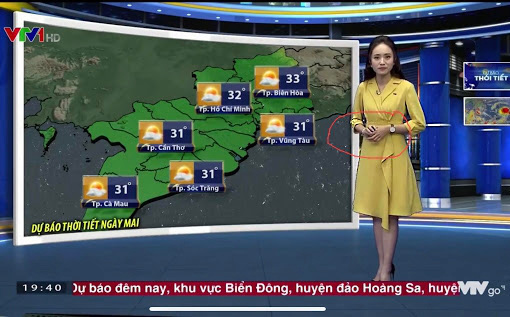 VTV1 HD
DỰ BÁO
THỜI TIẾT
33°
Tp. Biên Hòa
32°
Tp. Hồ Chí Minh
31°
Tp. Cần Thơ
31°
Tp. Vũng Tàu
31°
Tp. Sóc Trăng
31°
Tp. Cà Mau
DỰ BÁO THỜI TIẾT NGÀY MAI
19:40 Dự báo đêm nay, khu vực Biển Đông, huyện đảo Hoàng Sa, huyện
VTV go